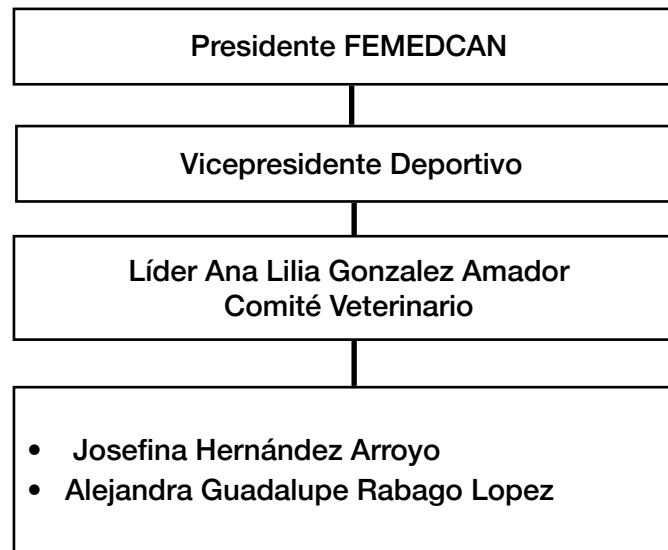 Presidente FEMEDCAN
Vicepresidente Deportivo
Líder Ana Lilia Gonzalez Amador
Comité Veterinario
• Josefina Hernández Arroyo
• Alejandra Guadalupe Rabago Lopez